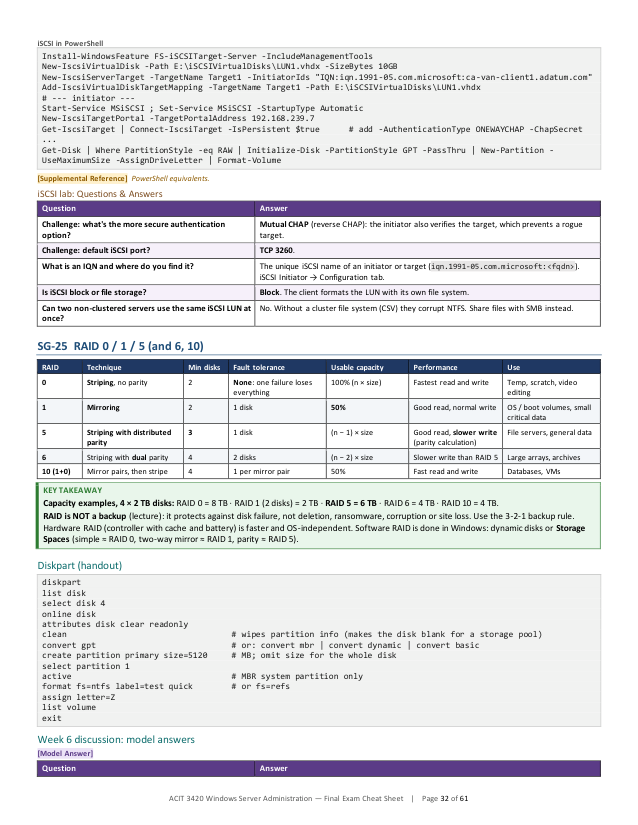 iSCSI in PowerShell
Install-WindowsFeature FS-iSCSITarget-Server -IncludeManagementTools
New-IscsiVirtualDisk -Path E:\iSCSIVirtualDisks\LUN1.vhdx -SizeBytes 10GB
New-IscsiServerTarget -TargetName Target1 -InitiatorIds "IQN:iqn.1991-05.com.microsoft:ca-van-client1.adatum.com"
Add-IscsiVirtualDiskTargetMapping -TargetName Target1 -Path E:\iSCSIVirtualDisks\LUN1.vhdx
# --- initiator ---
Start-Service MSiSCSI ; Set-Service MSiSCSI -StartupType Automatic
New-IscsiTargetPortal -TargetPortalAddress 192.168.239.7
Get-IscsiTarget | Connect-IscsiTarget -IsPersistent $true      # add -AuthenticationType ONEWAYCHAP -ChapSecret
...
Get-Disk | Where PartitionStyle -eq RAW | Initialize-Disk -PartitionStyle GPT -PassThru | New-Partition -
UseMaximumSize -AssignDriveLetter | Format-Volume
[Supplemental Reference] PowerShell equivalents.
iSCSI lab: Questions & Answers
Question Answer
Challenge: what's the more secure authentication Mutual CHAP (reverse CHAP): the initiator also verifies the target, which prevents a rogue
option? target.
Challenge: default iSCSI port? TCP 3260.
What is an IQN and where do you find it? The unique iSCSI name of an initiator or target (iqn.1991-05.com.microsoft:<fqdn>).
iSCSI Initiator → Configuration tab.
Is iSCSI block or file storage? Block. The client formats the LUN with its own file system.
Can two non-clustered servers use the same iSCSI LUN at No. Without a cluster file system (CSV) they corrupt NTFS. Share files with SMB instead.
once?
SG-25 RAID 0 / 1 / 5 (and 6, 10)
RAID Technique Min disks Fault tolerance Usable capacity Performance Use
0 Striping, no parity 2 None: one failure loses 100% (n × size) Fastest read and write Temp, scratch, video
everything editing
1 Mirroring 2 1 disk 50% Good read, normal write OS / boot volumes, small
critical data
5 Striping with distributed 3 1 disk (n − 1) × size Good read, slower write File servers, general data
parity (parity calculation)
6 Striping with dual parity 4 2 disks (n − 2) × size Slower write than RAID 5 Large arrays, archives
10 (1+0) Mirror pairs, then stripe 4 1 per mirror pair 50% Fast read and write Databases, VMs
KEY TAKEAWAY
Capacity examples, 4 × 2 TB disks: RAID 0 = 8 TB · RAID 1 (2 disks) = 2 TB · RAID 5 = 6 TB · RAID 6 = 4 TB · RAID 10 = 4 TB.
RAID is NOT a backup (lecture): it protects against disk failure, not deletion, ransomware, corruption or site loss. Use the 3-2-1 backup rule.
Hardware RAID (controller with cache and battery) is faster and OS-independent. Software RAID is done in Windows: dynamic disks or Storage
Spaces (simple ≈ RAID 0, two-way mirror ≈ RAID 1, parity ≈ RAID 5).
Diskpart (handout)
diskpart
list disk
select disk 4
online disk
attributes disk clear readonly
clean # wipes partition info (makes the disk blank for a storage pool)
convert gpt # or: convert mbr | convert dynamic | convert basic
create partition primary size=5120 # MB; omit size for the whole disk
select partition 1
active # MBR system partition only
format fs=ntfs label=test quick # or fs=refs
assign letter=Z
list volume
exit
Week 6 discussion: model answers
[Model Answer]
Question Answer
ACIT 3420 Windows Server Administration — Final Exam Cheat Sheet | Page 32 of 61